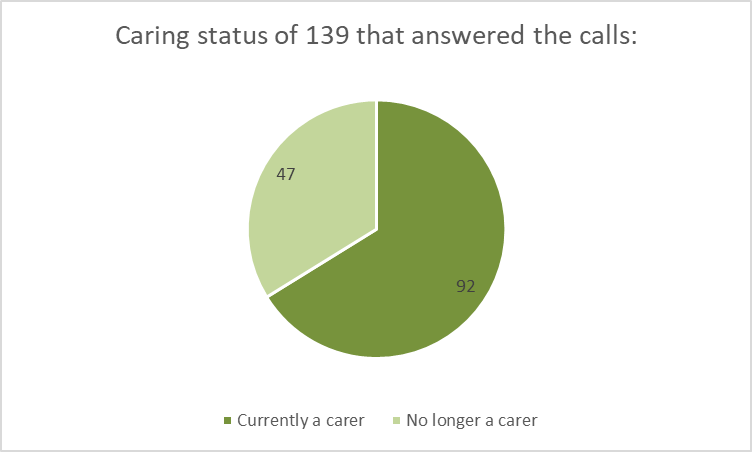 Caring status of 139 that answered the calls:
47
92
Currently a carer
No longer a carer